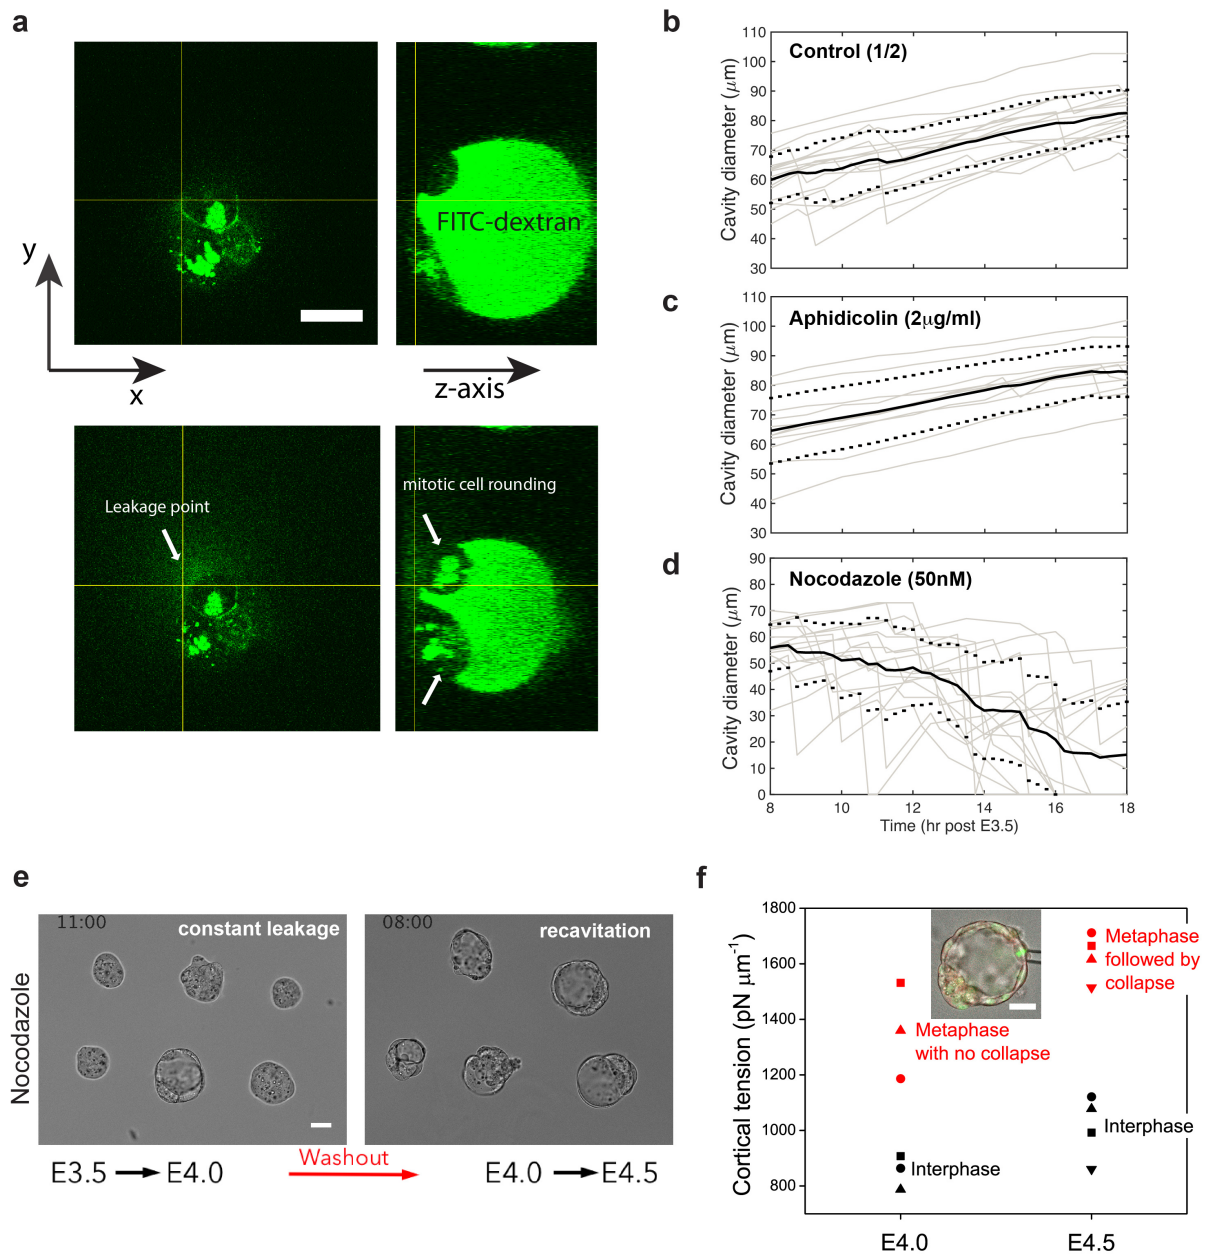 a
y
x
FITC-dextran
z-axis
Leakage point
mitotic cell rounding
b
Control (1/2)
Cavity diameter (μm)
110
100
90
80
70
60
50
40
30
c
Aphidicolin (2μg/ml)
Cavity diameter (μm)
110
100
90
80
70
60
50
40
30
d
Nocodazole (50nM)
Cavity diameter (μm)
90
80
70
60
50
40
30
20
10
0
8 10 12 14 16 18
Time (hr post E3.5)
e
Nocodazole
11:00
constant leakage
08:00
recavitation
E3.5 E4.0
Washout
E4.0 E4.5
f
Cortical tension (pN μm⁻¹)
1800
1600
1400
1200
1000
800
Metaphase
followed by
collapse
Metaphase
with no collapse
Interphase
Interphase
E4.0 E4.5